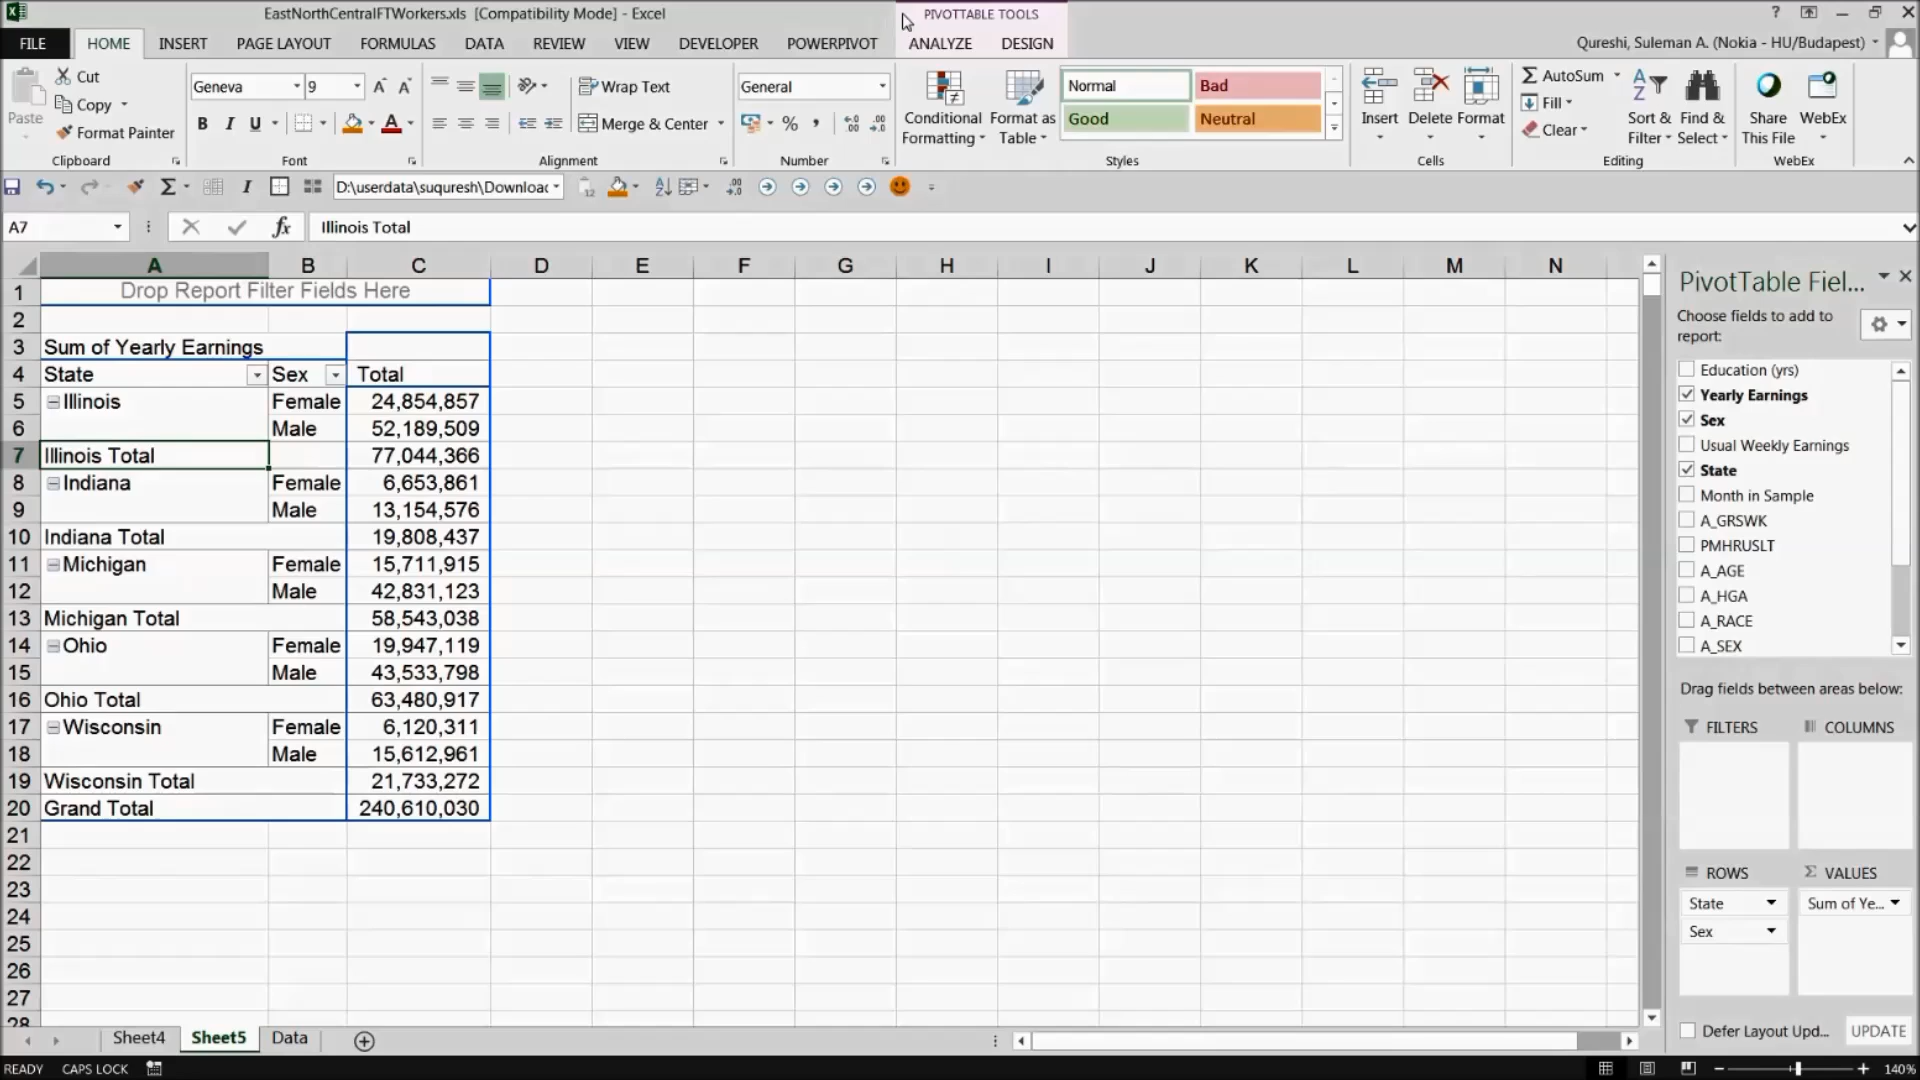 EastNorthCentralFTWorkers.xls [Compatibility Mode] - Excel
PIVOTTABLE TOOLS
?
FILE HOME INSERT PAGE LAYOUT FORMULAS DATA REVIEW VIEW DEVELOPER POWERPIVOT ANALYZE DESIGN
Qureshi, Suleman A. (Nokia - HU/Budapest)
Paste
Cut
Copy
Format Painter
Clipboard
Geneva 9
B I U
Font
Wrap Text
Merge & Center
Alignment
General
%
Number
Conditional Formatting
Format as Table
Normal Bad
Good Neutral
Styles
Insert Delete Format
Cells
AutoSum
Fill
Clear
Sort & Filter
Find & Select
Editing
Share This File
WebEx
WebEx
D:\userdata\suquresh\Downloac
A7
fx
Illinois Total
A B C D E F G H I J K L M N
1 Drop Report Filter Fields Here
2
3 Sum of Yearly Earnings
4 State Sex Total
5 Illinois Female 24,854,857
6 Male 52,189,509
7 Illinois Total 77,044,366
8 Indiana Female 6,653,861
9 Male 13,154,576
10 Indiana Total 19,808,437
11 Michigan Female 15,711,915
12 Male 42,831,123
13 Michigan Total 58,543,038
14 Ohio Female 19,947,119
15 Male 43,533,798
16 Ohio Total 63,480,917
17 Wisconsin Female 6,120,311
18 Male 15,612,961
19 Wisconsin Total 21,733,272
20 Grand Total 240,610,030
21
22
23
24
25
26
27
28
PivotTable Fiel...
Choose fields to add to
report:
Education (yrs)
Yearly Earnings
Sex
Usual Weekly Earnings
State
Month in Sample
A_GRSWK
PMHRUSLT
A_AGE
A_HGA
A_RACE
A_SEX
Drag fields between areas below:
FILTERS COLUMNS
ROWS VALUES
State Sum of Ye...
Sex
Defer Layout Upd... UPDATE
Sheet4 Sheet5 Data
READY CAPS LOCK
140%